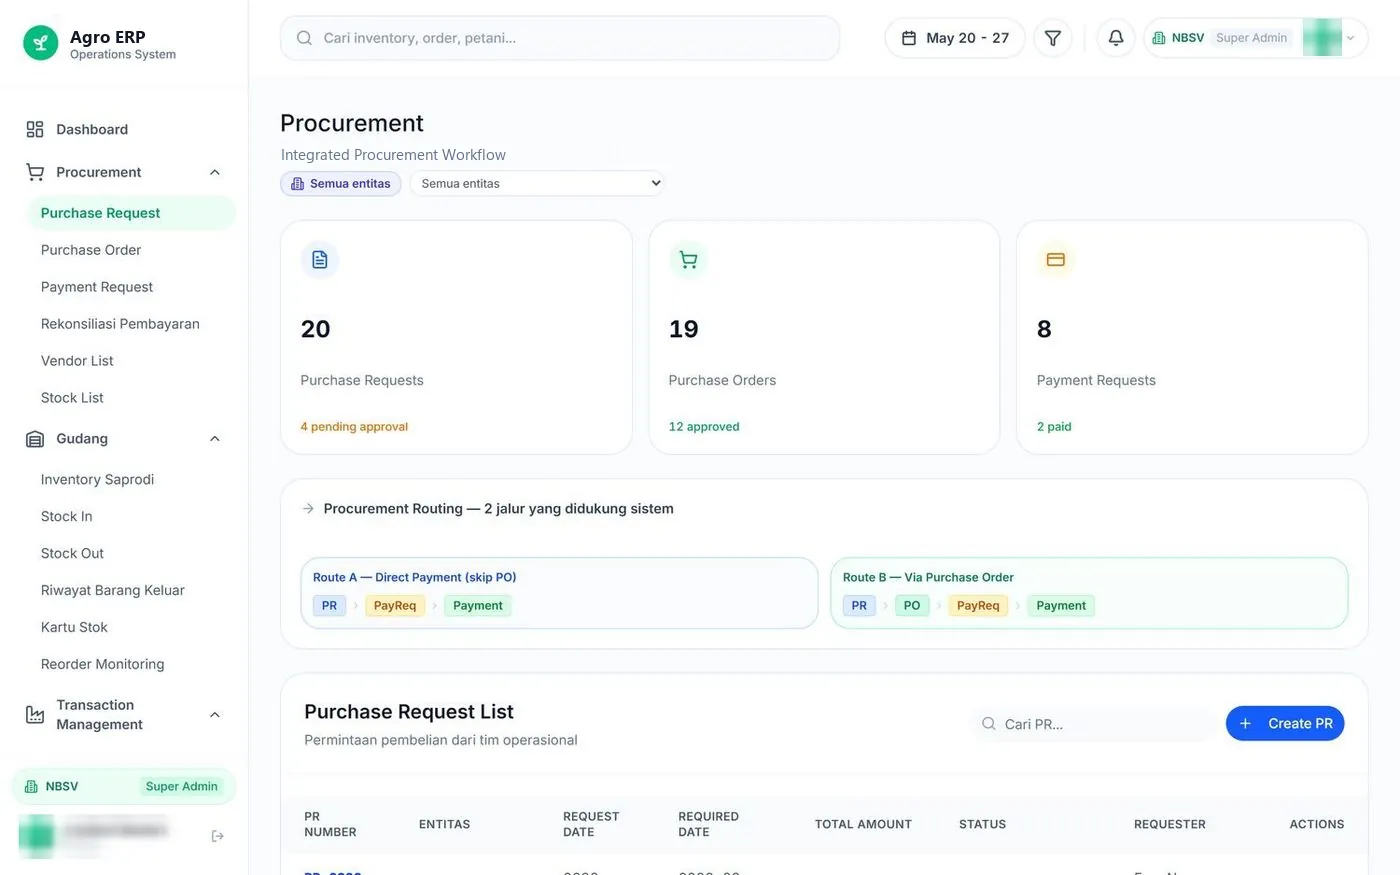 Agro ERP
Operations System
Cari inventory, order, petani...
May 20 - 27
NBSV Super Admin
Dashboard
Procurement
Purchase Request
Purchase Order
Payment Request
Rekonsiliasi Pembayaran
Vendor List
Stock List
Gudang
Inventory Saprodi
Stock In
Stock Out
Riwayat Barang Keluar
Kartu Stok
Reorder Monitoring
Transaction
Management
NBSV Super Admin
Procurement
Integrated Procurement Workflow
Semua entitas Semua entitas
20
Purchase Requests
4 pending approval
19
Purchase Orders
12 approved
8
Payment Requests
2 paid
Procurement Routing — 2 jalur yang didukung sistem
Route A — Direct Payment (skip PO)
PR PayReq Payment
Route B — Via Purchase Order
PR PO PayReq Payment
Purchase Request List
Permintaan pembelian dari tim operasional
Cari PR...
Create PR
PR NUMBER
ENTITAS
REQUEST DATE
REQUIRED DATE
TOTAL AMOUNT
STATUS
REQUESTER
ACTIONS